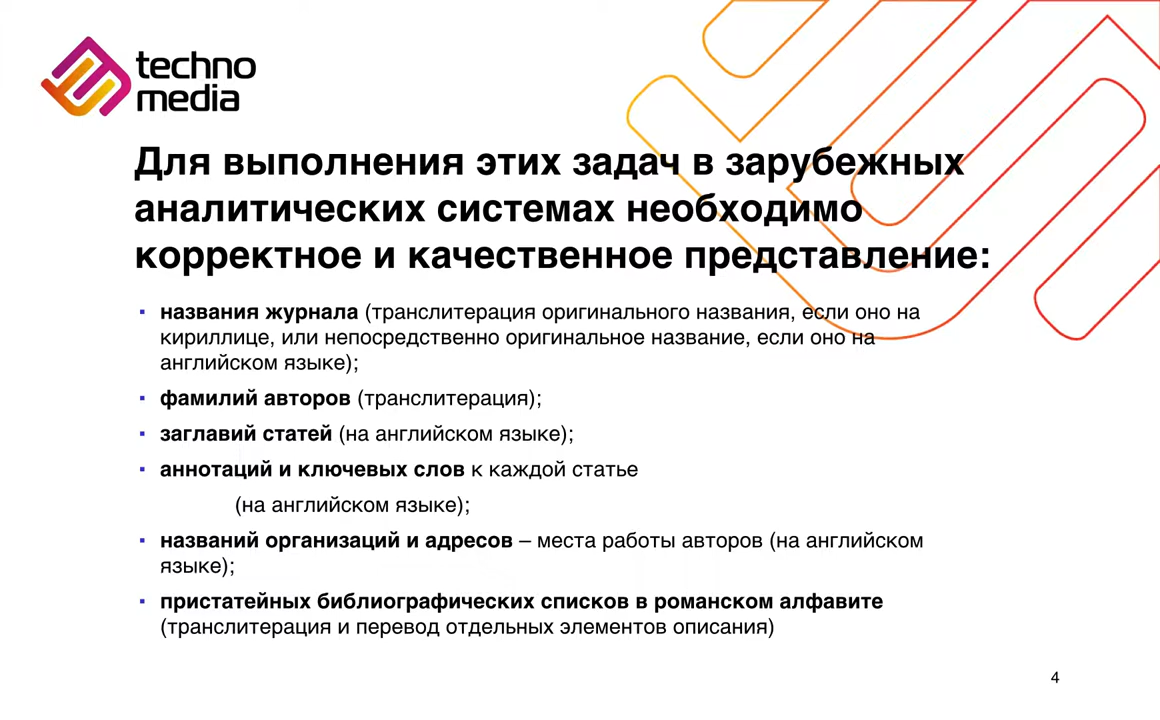 techno
media
Для выполнения этих задач в зарубежных
аналитических системах необходимо
корректное и качественное представление:
▪ названия журнала (транслитерация оригинального названия, если оно на
кириллице, или непосредственно оригинальное название, если оно на
английском языке);
▪ фамилий авторов (транслитерация);
▪ заглавий статей (на английском языке);
▪ аннотаций и ключевых слов к каждой статье
(на английском языке);
▪ названий организаций и адресов – места работы авторов (на английском
языке);
▪ пристатейных библиографических списков в романском алфавите
(транслитерация и перевод отдельных элементов описания)
4